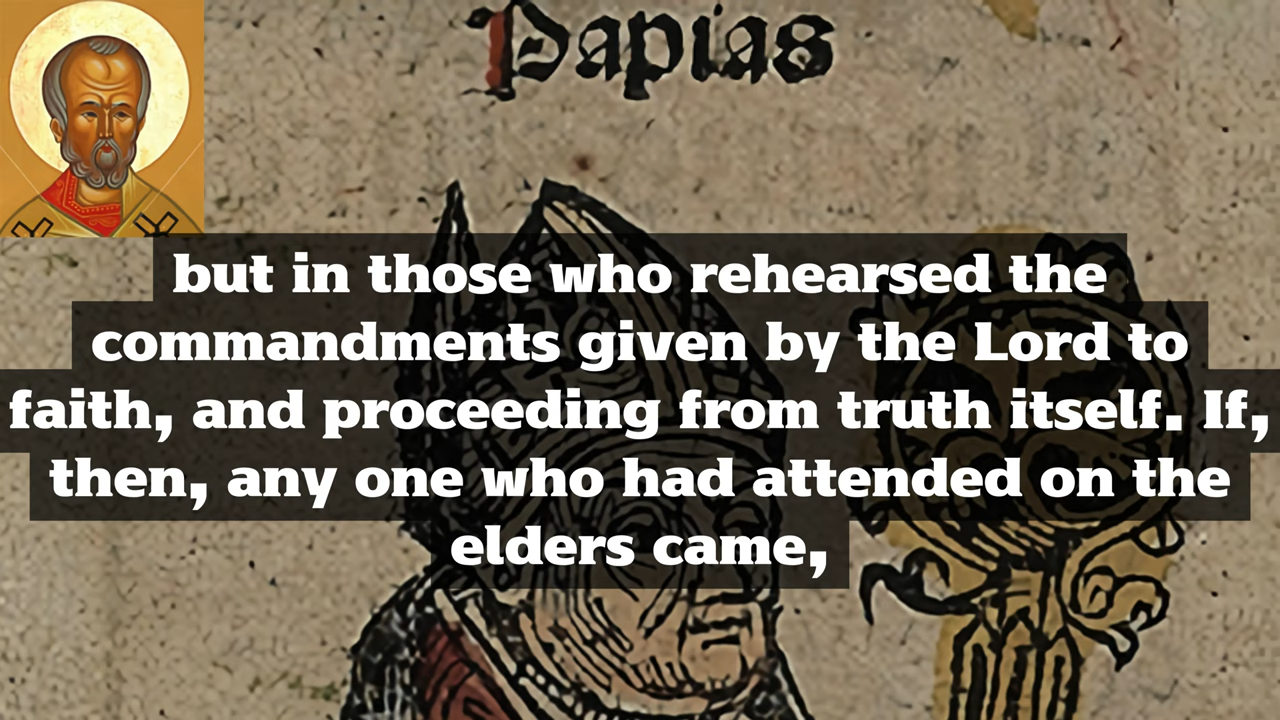 Papias
but in those who rehearsed the
commandments given by the Lord to
faith, and proceeding from truth itself. If,
then, any one who had attended on the
elders came,